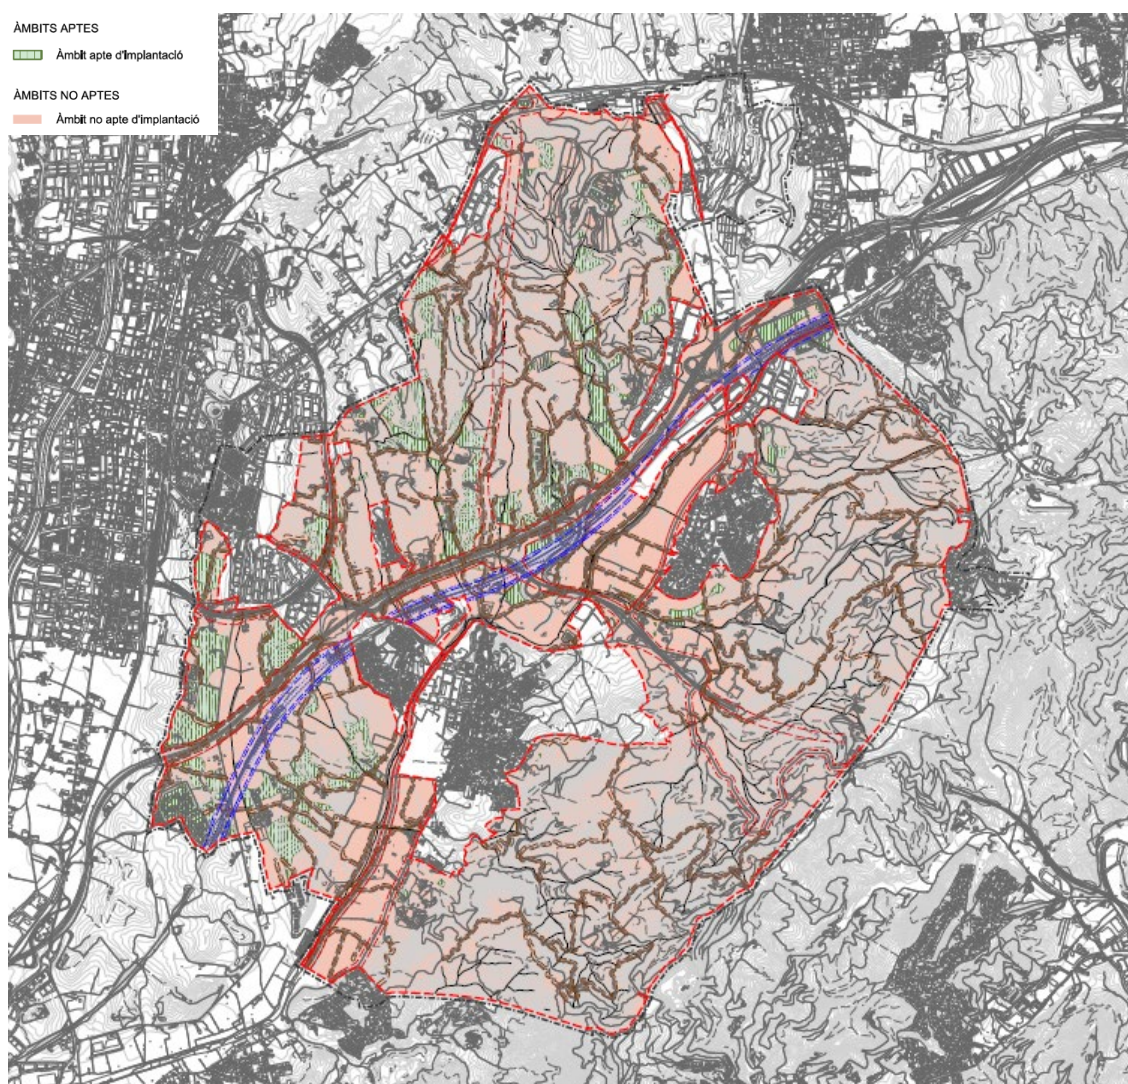 ÀMBITS APTES
Àmbit apte d'implantació
ÀMBITS NO APTES
Àmbit no apte d'implantació